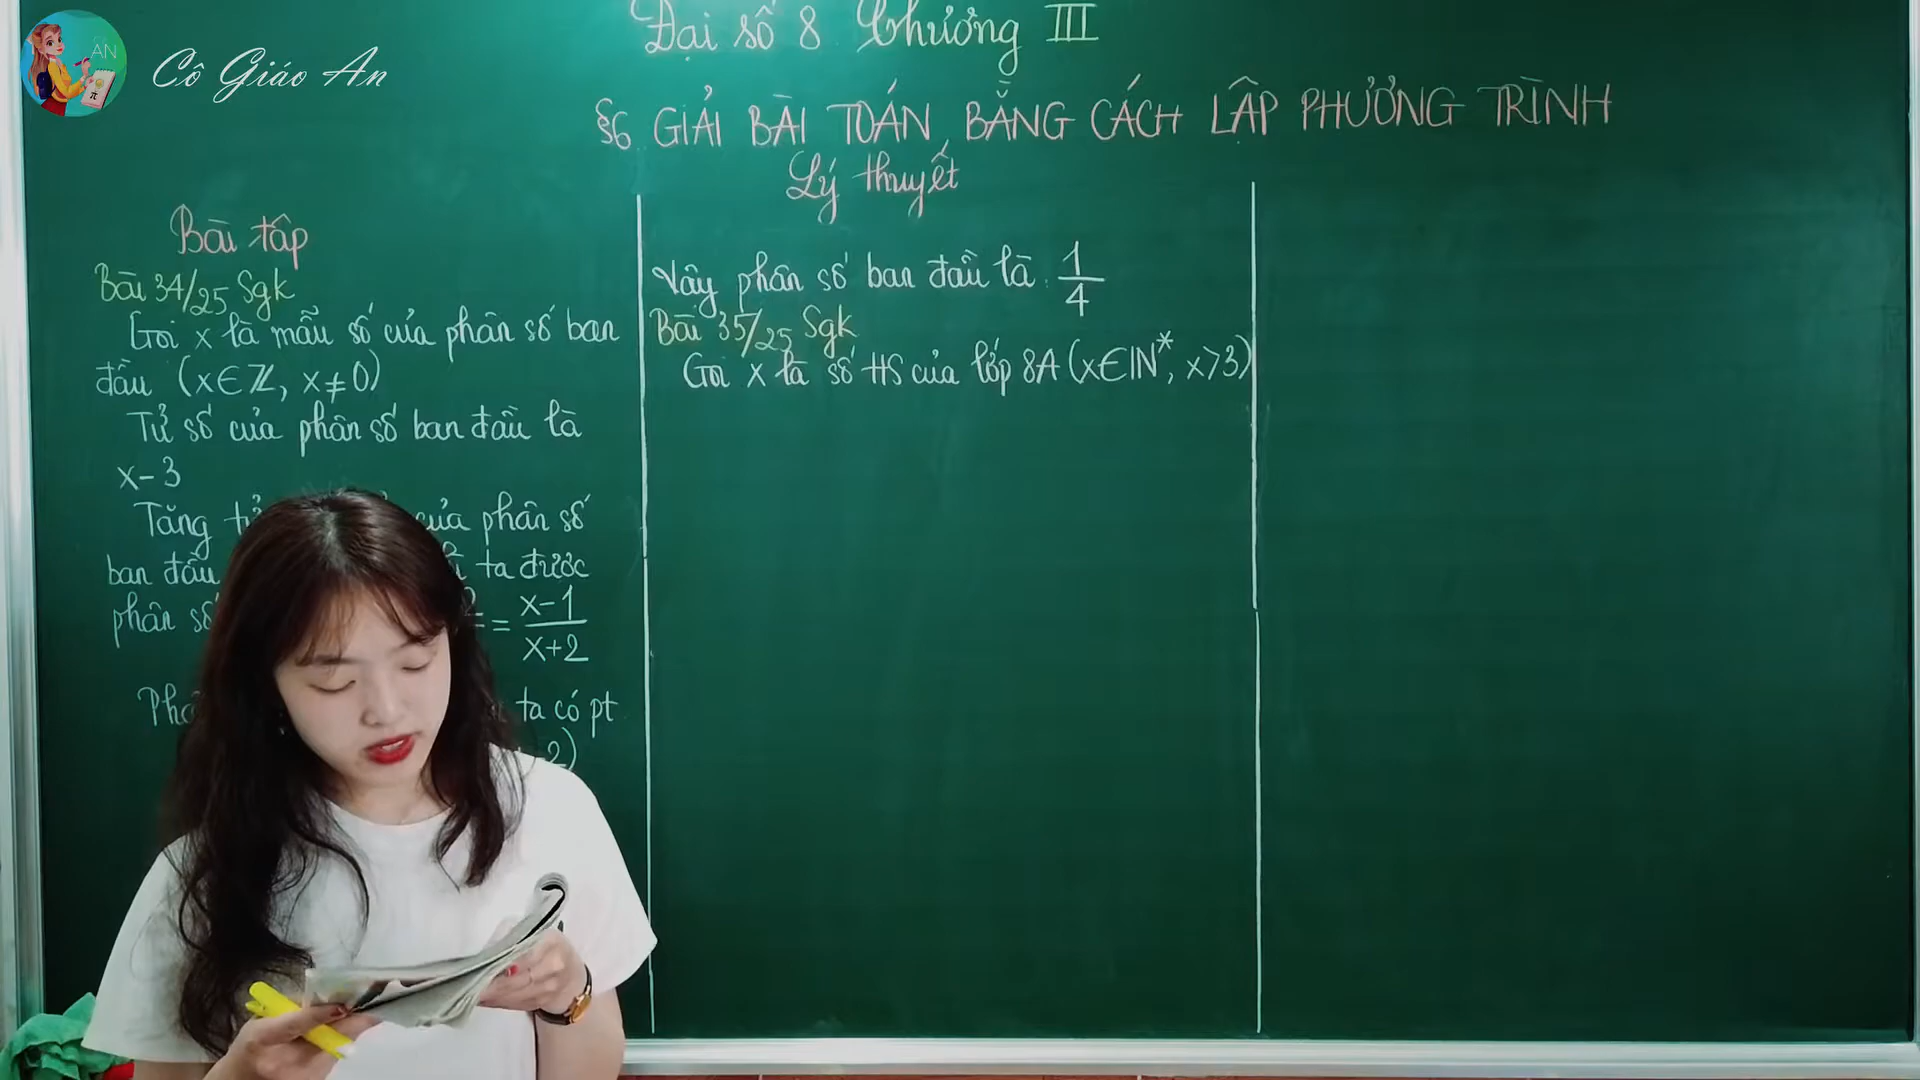 ÂN
Cô Giáo An
Đại số 8 Chương III
§6 GIẢI BÀI TOÁN BẰNG CÁCH LẬP PHƯƠNG TRÌNH
Lý thuyết
Bài tập
Bài 34/25 Sgk
Gọi x là mẫu số của phân số ban
đầu (x∈ℤ, x≠0)
Tử số của phân số ban đầu là
x-3
Tăng của phân số
ban đầu ta được
phân số = (x-1)/(x+2)
ta có pt
2)
Vậy phân số ban đầu là 1/4
Bài 35/25 Sgk
Gọi x là số HS của lớp 8A (x∈ℕ*, x>3)